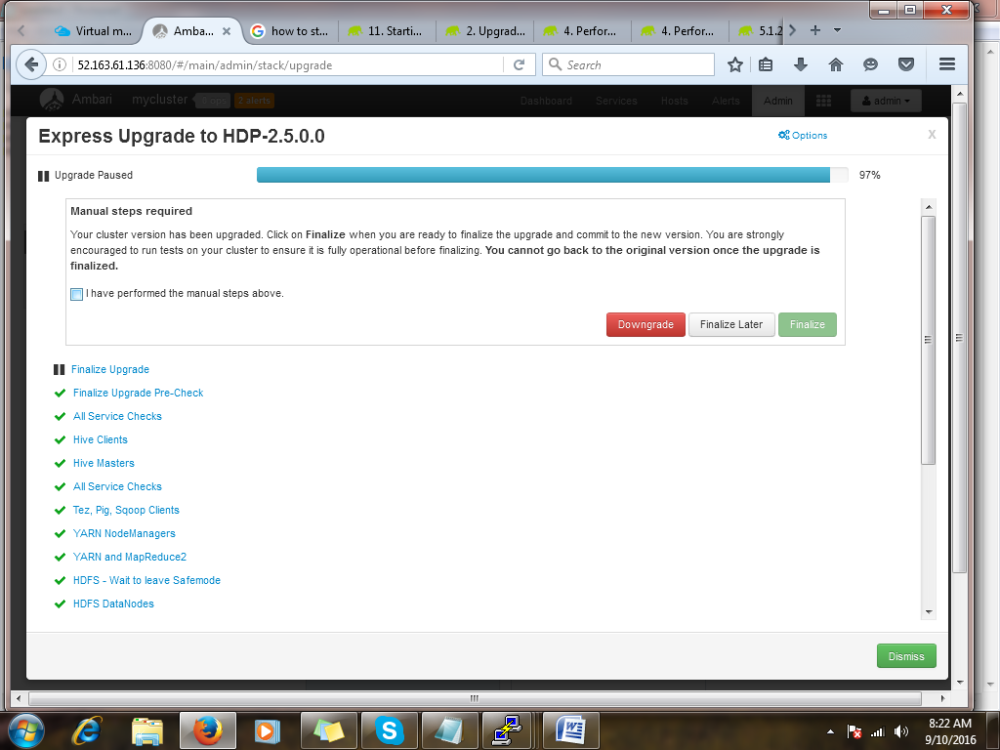 Virtual m...
Amba...
how to st...
11. Starti...
2. Upgrad...
4. Perfor...
4. Perfor...
5.1.2
52.163.61.136:8080/#/main/admin/stack/upgrade
Search
Ambari
mycluster
2 alerts
Dashboard
Services
Hosts
Alerts
Admin
admin
Express Upgrade to HDP-2.5.0.0
Options
X
Upgrade Paused
97%
Manual steps required
Your cluster version has been upgraded. Click on Finalize when you are ready to finalize the upgrade and commit to the new version. You are strongly
encouraged to run tests on your cluster to ensure it is fully operational before finalizing. You cannot go back to the original version once the upgrade is
finalized.
I have performed the manual steps above.
Downgrade
Finalize Later
Finalize
Finalize Upgrade
Finalize Upgrade Pre-Check
All Service Checks
Hive Clients
Hive Masters
All Service Checks
Tez, Pig, Sqoop Clients
YARN NodeManagers
YARN and MapReduce2
HDFS - Wait to leave Safemode
HDFS DataNodes
Dismiss
8:22 AM
9/10/2016